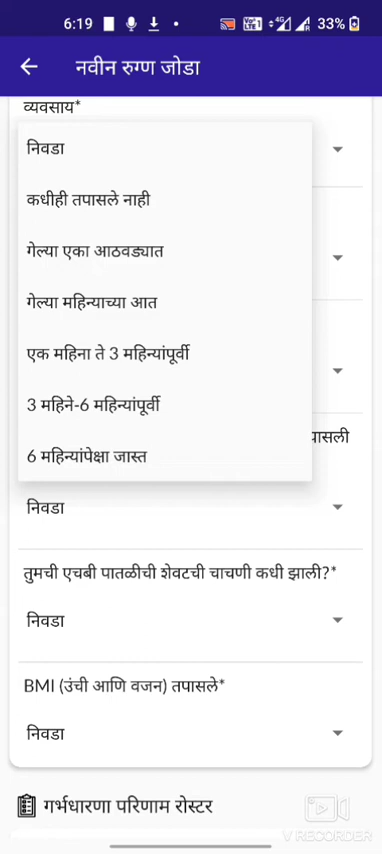 6:19 33%
नवीन रुग्ण जोडा
व्यवसाय*
निवडा
कधीही तपासले नाही
गेल्या एका आठवड्यात
गेल्या महिन्याच्या आत
एक महिना ते 3 महिन्यांपूर्वी
3 महिने-6 महिन्यांपूर्वी
6 महिन्यांपेक्षा जास्त
निवडा
तुमची एचबी पातळीची शेवटची चाचणी कधी झाली?*
निवडा
BMI (उंची आणि वजन) तपासले*
निवडा
गर्भधारणा परिणाम रोस्टर
V RECORDER